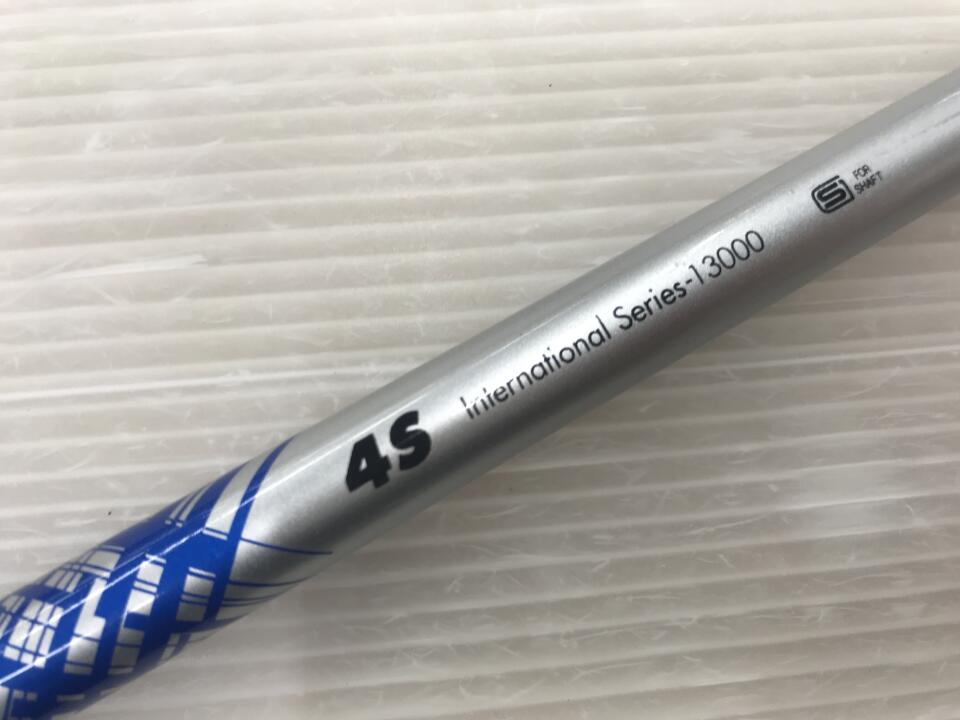 4S International Series-13000
S FOR
SHAFT